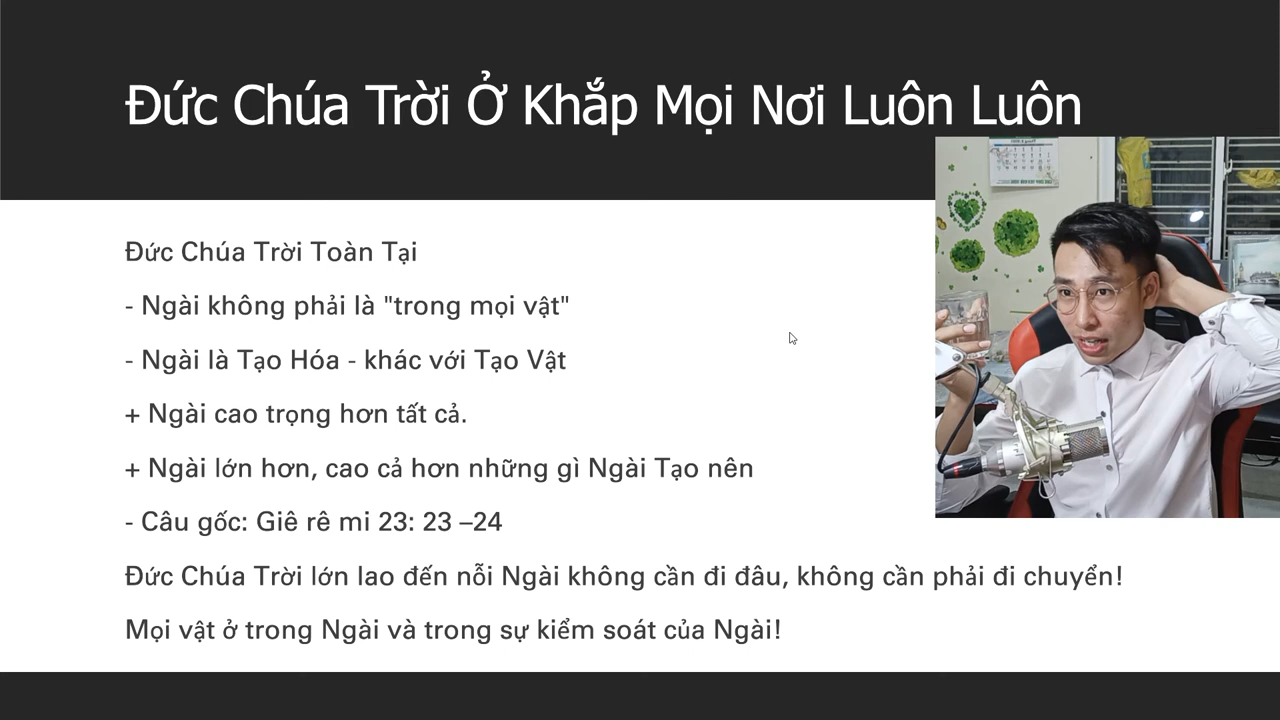 Đức Chúa Trời Ở Khắp Mọi Nơi Luôn Luôn
Đức Chúa Trời Toàn Tại
- Ngài không phải là "trong mọi vật"
- Ngài là Tạo Hóa - khác với Tạo Vật
+ Ngài cao trọng hơn tất cả.
+ Ngài lớn hơn, cao cả hơn những gì Ngài Tạo nên
- Câu gốc: Giê rê mi 23: 23 –24
Đức Chúa Trời lớn lao đến nỗi Ngài không cần đi đâu, không cần phải đi chuyển!
Mọi vật ở trong Ngài và trong sự kiểm soát của Ngài!